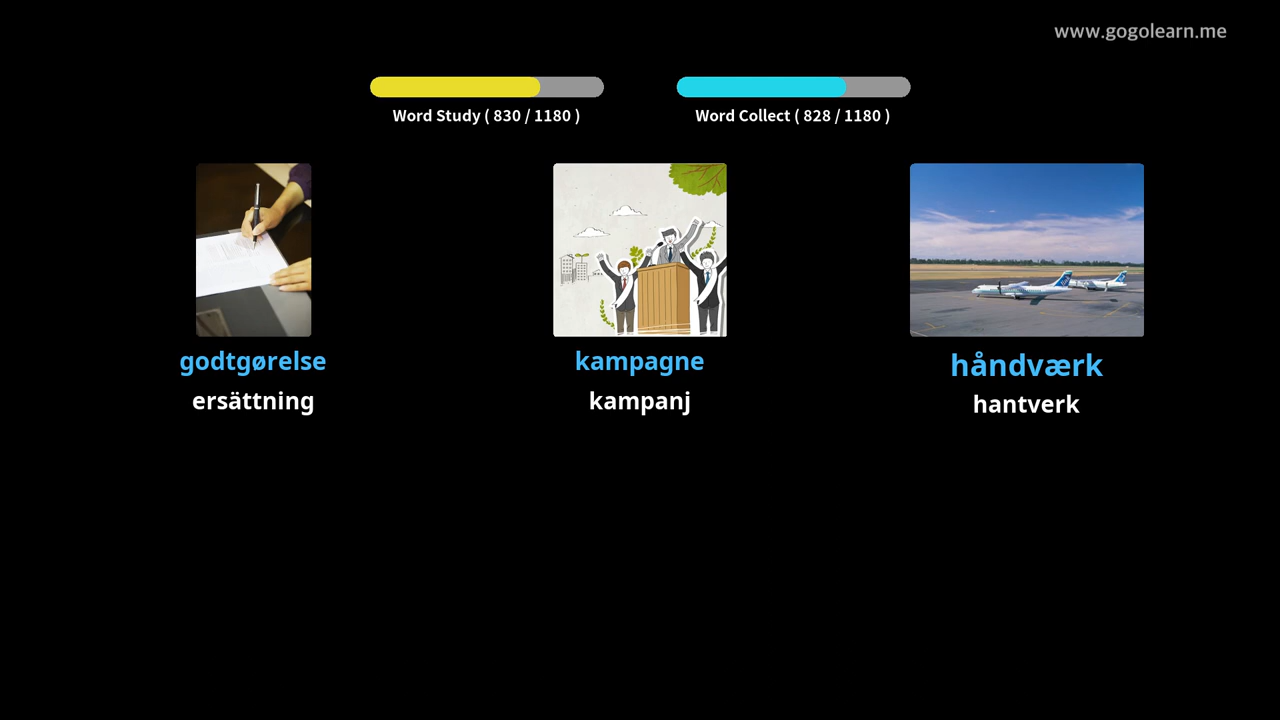 www.gogolearn.me
Word Study ( 830 / 1180 )
Word Collect ( 828 / 1180 )
godtgørelse
kampagne
håndværk
ersättning
kampanj
hantverk